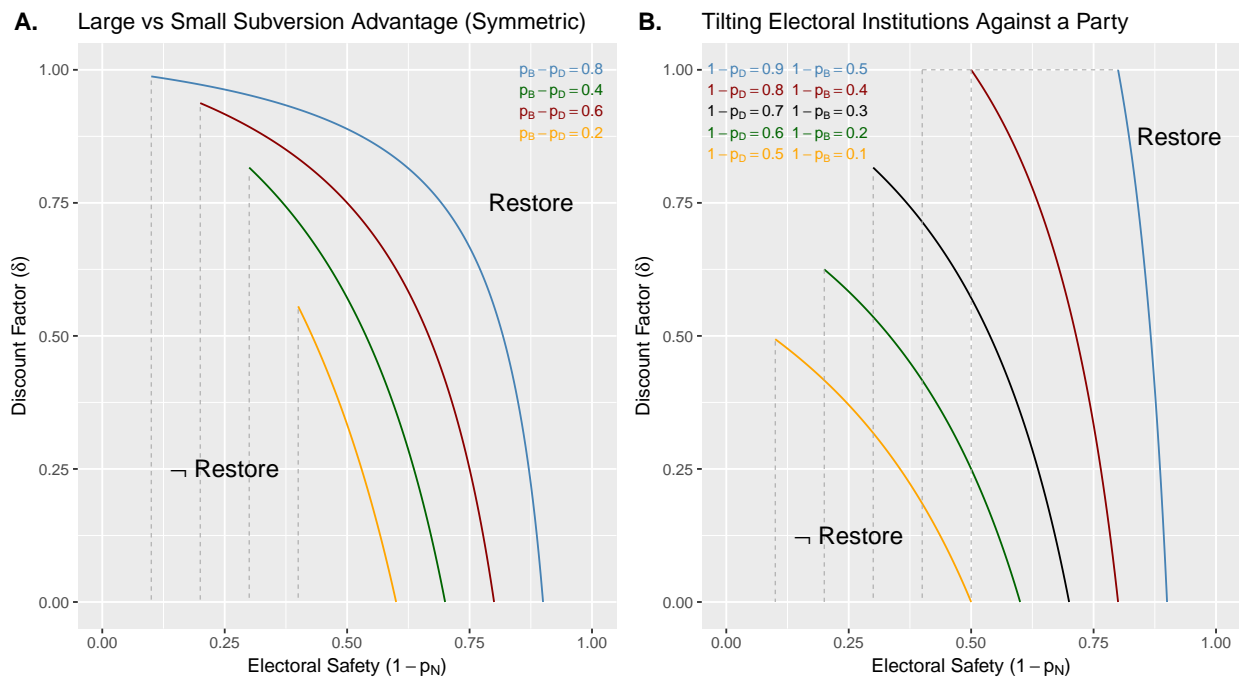 A. Large vs Small Subversion Advantage (Symmetric)
p_B − p_D = 0.8
p_B − p_D = 0.4
p_B − p_D = 0.6
p_B − p_D = 0.2
Restore
¬ Restore
1.00
0.75
0.50
0.25
0.00
0.00 0.25 0.50 0.75 1.00
Discount Factor (δ)
Electoral Safety (1 − p_N)
B. Tilting Electoral Institutions Against a Party
1 − p_D = 0.9 1 − p_B = 0.5
1 − p_D = 0.8 1 − p_B = 0.4
1 − p_D = 0.7 1 − p_B = 0.3
1 − p_D = 0.6 1 − p_B = 0.2
1 − p_D = 0.5 1 − p_B = 0.1
Restore
¬ Restore
1.00
0.75
0.50
0.25
0.00
0.00 0.25 0.50 0.75 1.00
Discount Factor (δ)
Electoral Safety (1 − p_N)